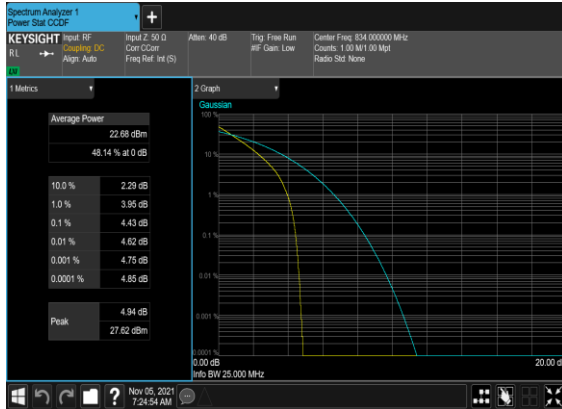 Spectrum Analyzer 1
Power Stat CCDF
+
KEYSIGHT
RL
LU
Input: RF
Coupling: DC
Align: Auto
Input Z: 50 Ω
Corr CCorr
Freq Ref: Int (S)
Atten: 40 dB
Trig: Free Run
#IF Gain: Low
Center Freq: 834.000000 MHz
Counts: 1.00 M/1.00 Mpt
Radio Std: None
1 Metrics
Average Power
22.68 dBm
48.14 % at 0 dB
10.0 % 2.29 dB
1.0 % 3.95 dB
0.1 % 4.43 dB
0.01 % 4.62 dB
0.001 % 4.75 dB
0.0001 % 4.85 dB
Peak
4.94 dB
27.62 dBm
2 Graph
Gaussian
100 %
10 %
1 %
0.1 %
0.01 %
0.001 %
0.0001 %
0.00 dB
20.00 d
Info BW 25.000 MHz
?
Nov 05, 2021
7:24:54 AM